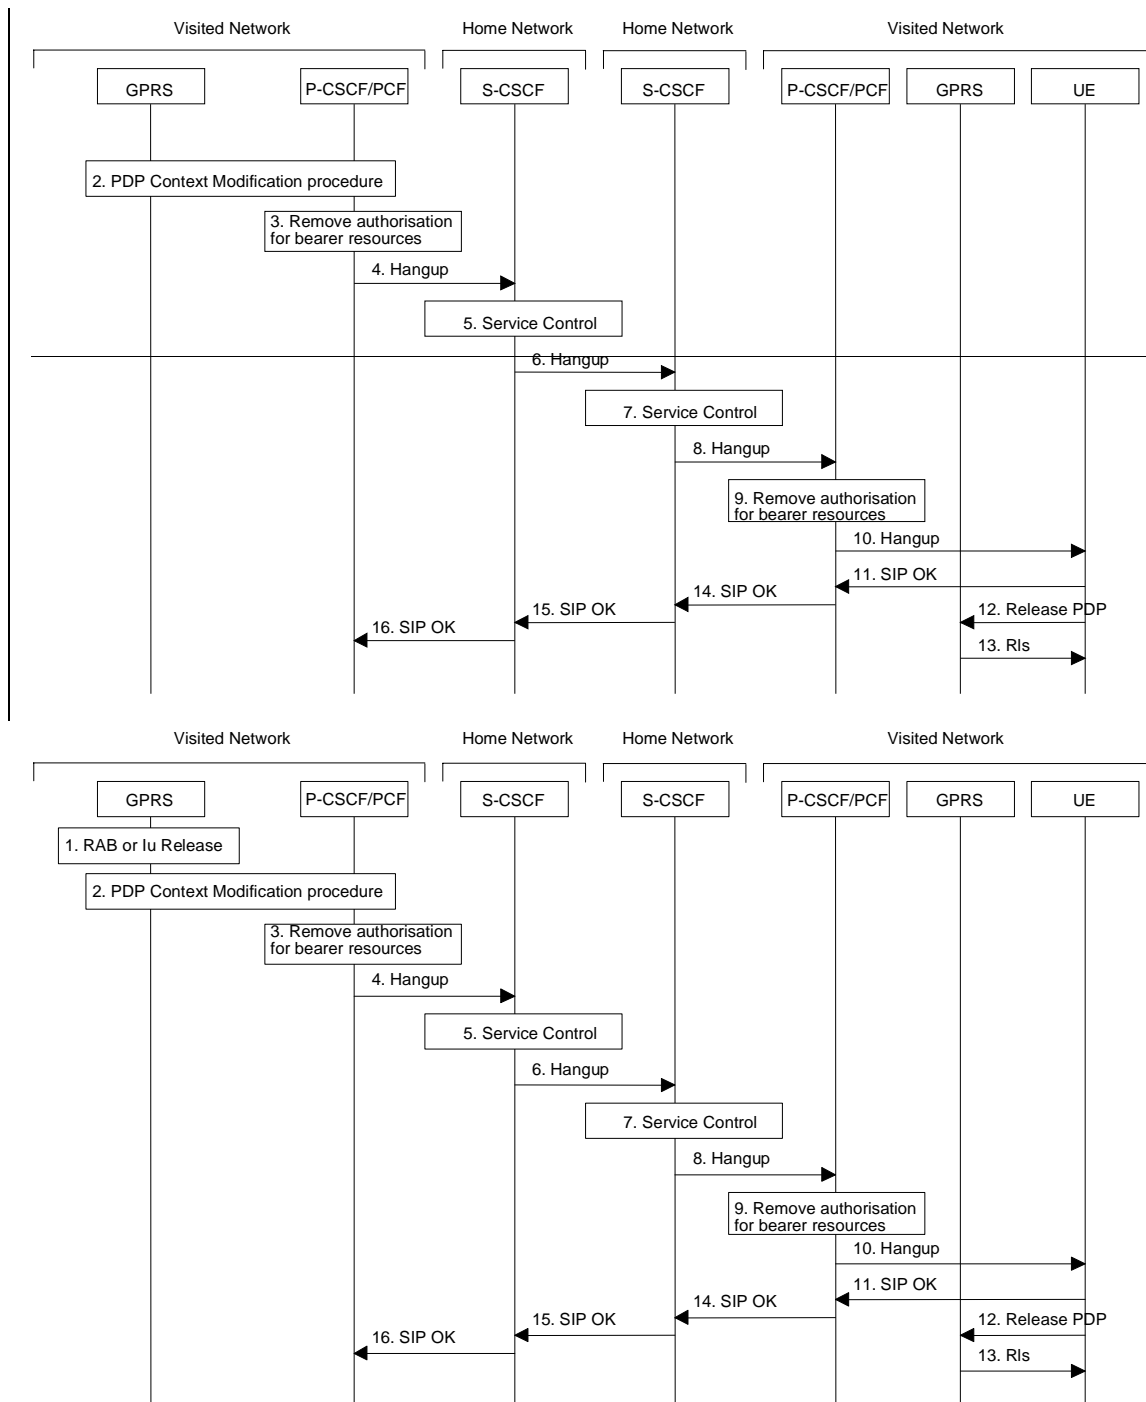 Visited Network
Home Network
Home Network
Visited Network
GPRS
P-CSCF/PCF
S-CSCF
S-CSCF
P-CSCF/PCF
GPRS
UE
2. PDP Context Modification procedure
3. Remove authorisation
for bearer resources
4. Hangup
5. Service Control
6. Hangup
7. Service Control
8. Hangup
9. Remove authorisation
for bearer resources
10. Hangup
11. SIP OK
14. SIP OK
15. SIP OK
12. Release PDP
16. SIP OK
13. Rls
Visited Network
Home Network
Home Network
Visited Network
GPRS
P-CSCF/PCF
S-CSCF
S-CSCF
P-CSCF/PCF
GPRS
UE
1. RAB or Iu Release
2. PDP Context Modification procedure
3. Remove authorisation
for bearer resources
4. Hangup
5. Service Control
6. Hangup
7. Service Control
8. Hangup
9. Remove authorisation
for bearer resources
10. Hangup
11. SIP OK
14. SIP OK
15. SIP OK
12. Release PDP
16. SIP OK
13. Rls